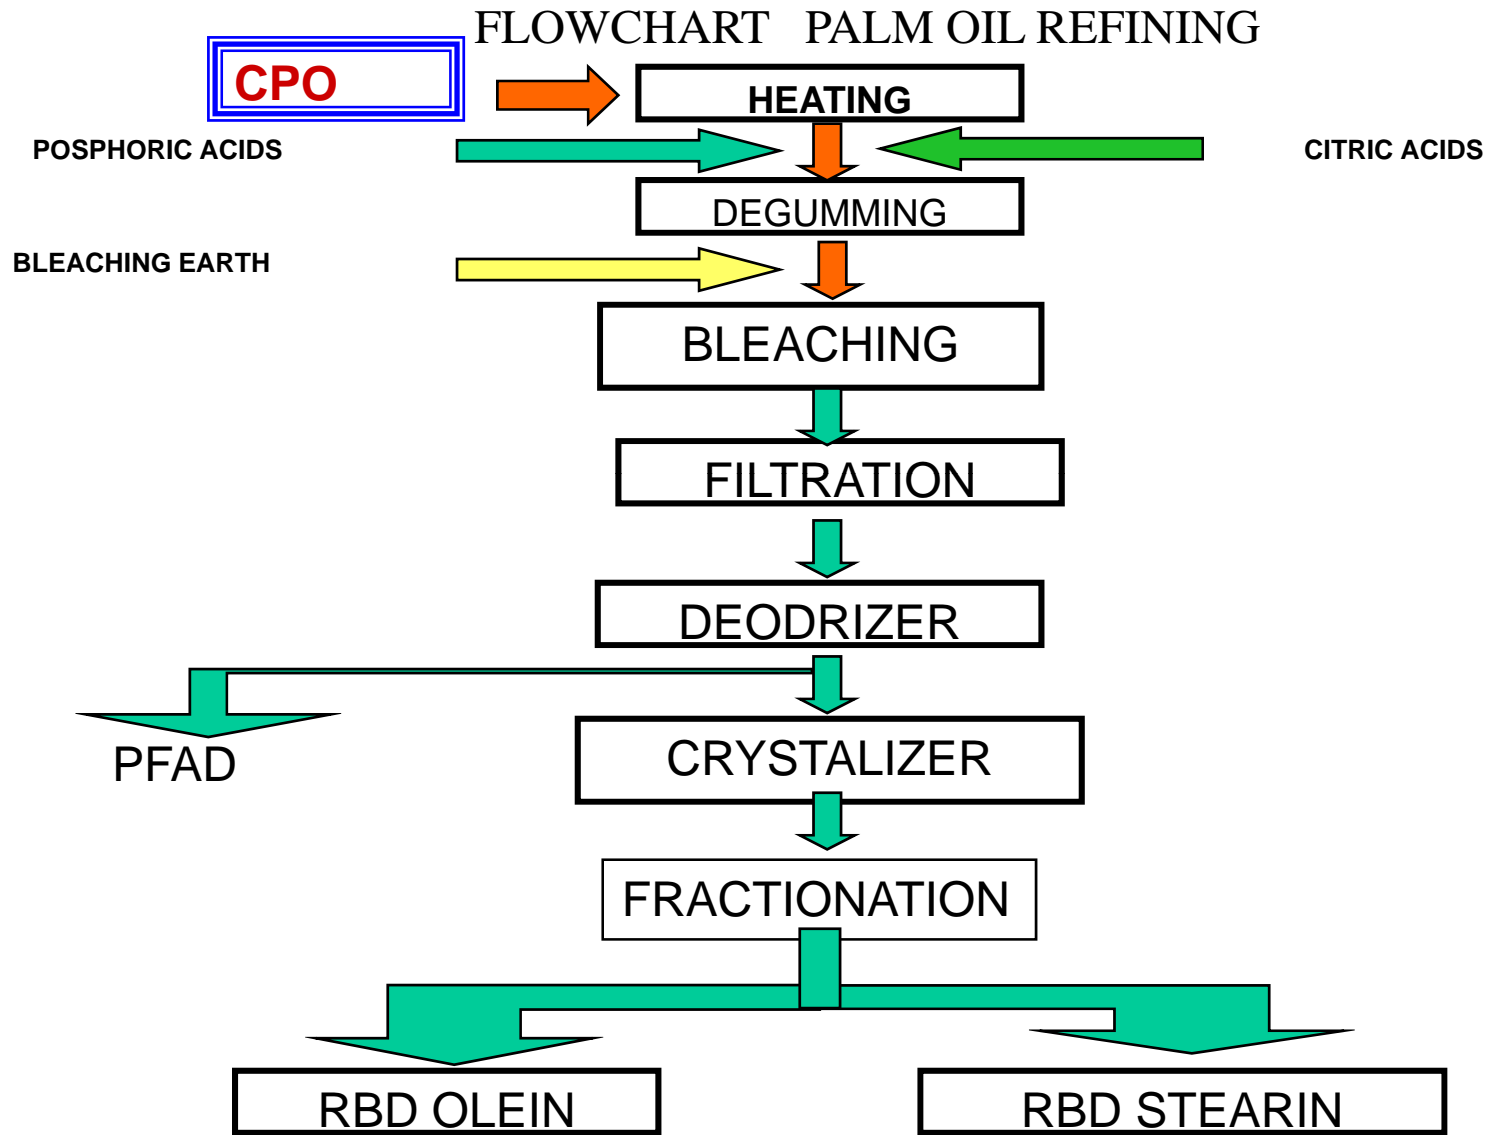 FLOWCHART PALM OIL REFINING
CPO
HEATING
POSPHORIC ACIDS
CITRIC ACIDS
DEGUMMING
BLEACHING EARTH
BLEACHING
FILTRATION
DEODRIZER
PFAD
CRYSTALIZER
FRACTIONATION
RBD OLEIN
RBD STEARIN